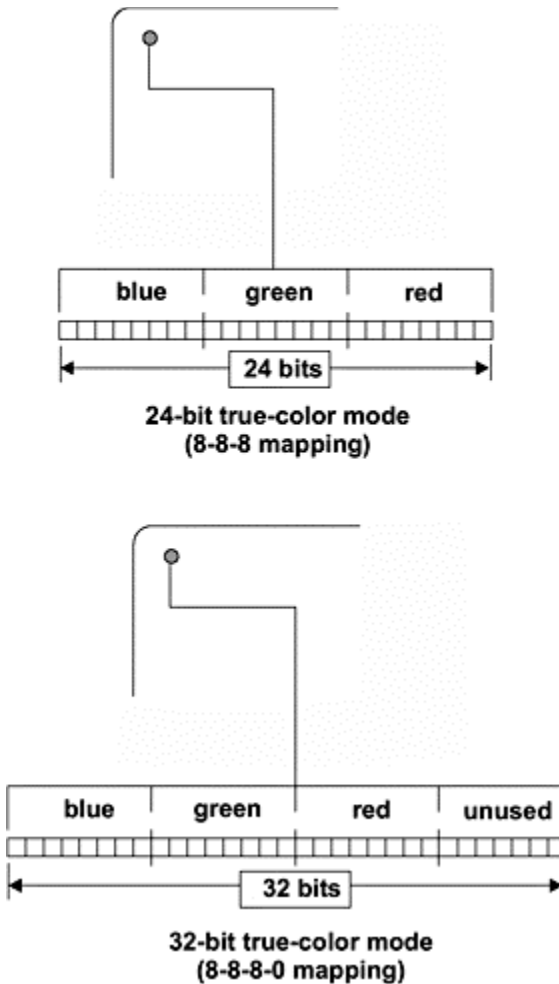 blue green red
24 bits
24-bit true-color mode
(8-8-8 mapping)
blue green red unused
32 bits
32-bit true-color mode
(8-8-8-0 mapping)